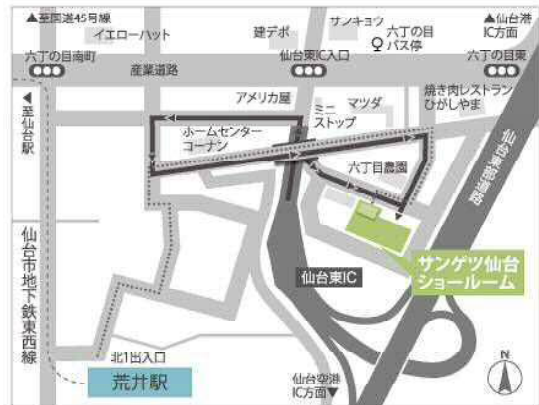 ▲至国道45号線
イエローハット
建デポ
サンキョウ
六丁の目
バス停
▲仙台港
IC方面
六丁の目南町
産業道路
仙台東IC入口
六丁の目東
▲至仙台駅
アメリカ屋
ミニ
ストップ
マツダ
焼き肉レストラン
ひがしやま
ホームセンター
コーナン
六丁目農園
仙台東部道路
仙台市地下鉄東西線
仙台東IC
サンゲツ仙台
ショールーム
北1出入口
荒井駅
仙台空港
IC方面▼
N